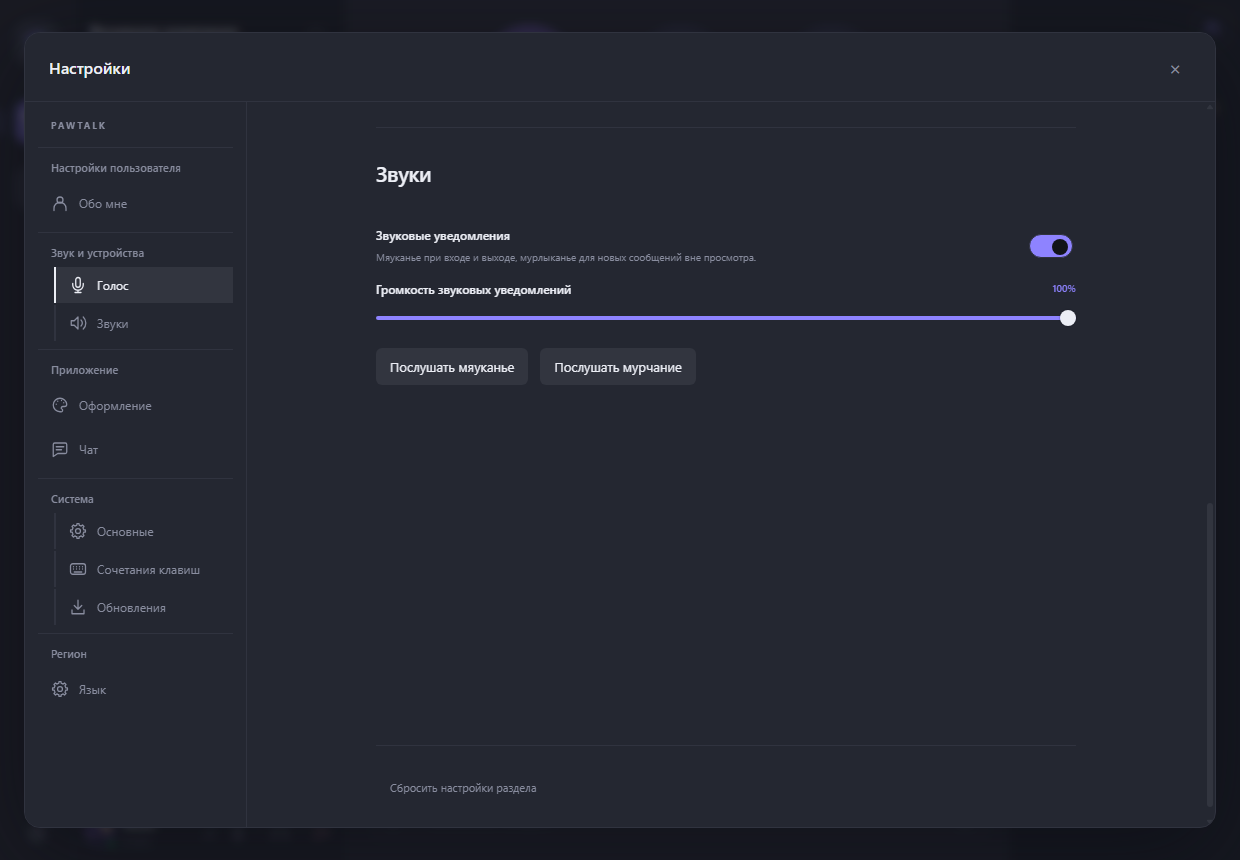 Настройки
PAWTALK
Настройки пользователя
Обо мне
Звук и устройства
Голос
Звуки
Приложение
Оформление
Чат
Система
Основные
Сочетания клавиш
Обновления
Регион
Язык
Звуки
Звуковые уведомления
Мяуканье при входе и выходе, мурлыканье для новых сообщений вне просмотра.
Громкость звуковых уведомлений
100%
Послушать мяуканье
Послушать мурчание
Сбросить настройки раздела